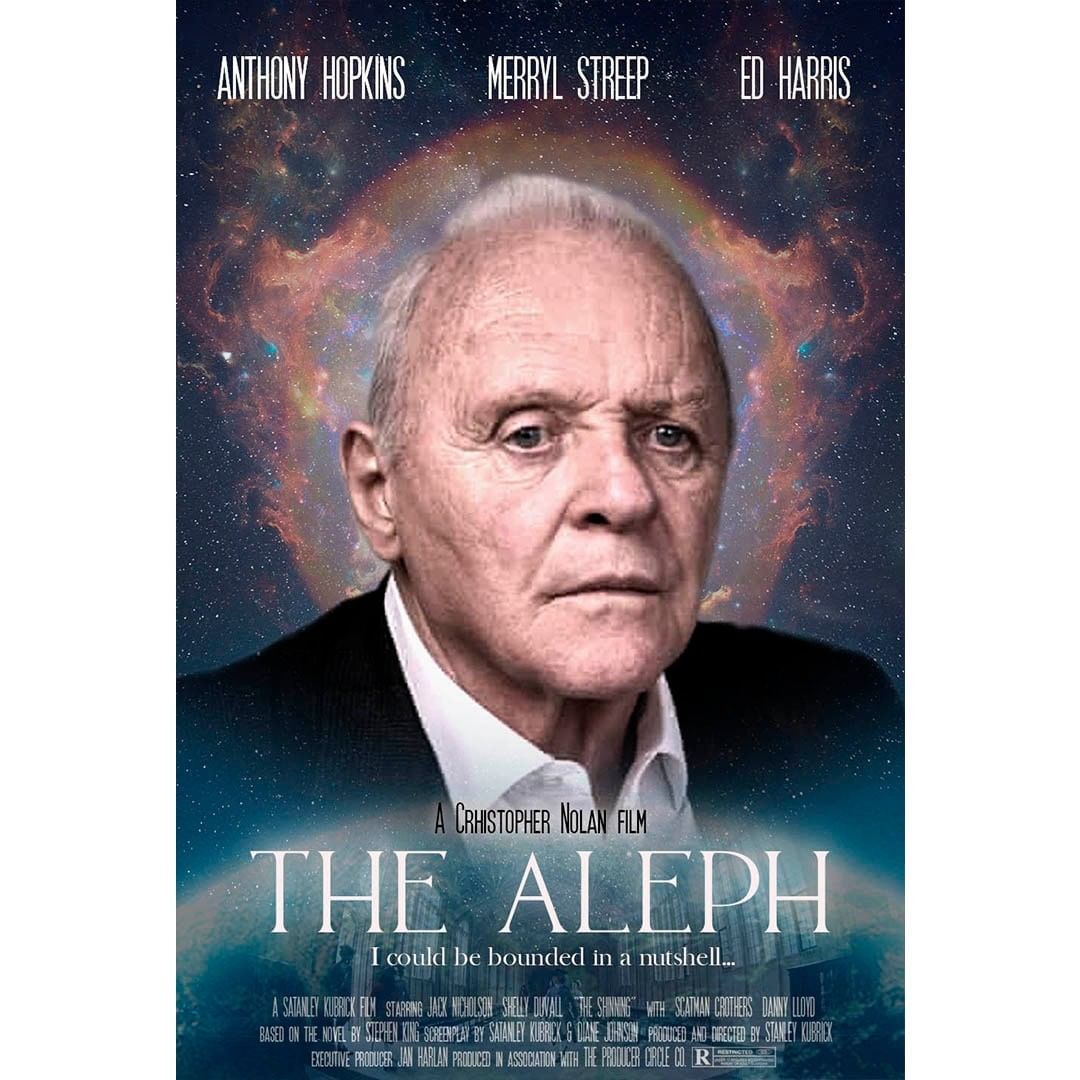 ANTHONY HOPKINS MERRYL STREEP ED HARRIS
A CRHISTOPHER NOLAN FILM
THE ALEPH
I could be bounded in a nutshell...
A SATANLEY KUBRICK FILM STARRING JACK NICHOLSON SHELLY DUVALL "THE SHINNING" WITH SCATMAN CROTHERS DANNY LLOYD
BASED ON THE NOVEL BY STEPHEN KING SCREENPLAY BY SATANLEY KUBRICK & DIANE JOHNSON PRODUCED AND DIRECTED BY STANLEY KUBRICK
EXECUTIVE PRODUCER JAN HARLAN PRODUCED IN ASSOCIATION WITH THE PRODUCER CIRCLE CO. R RESTRICTED